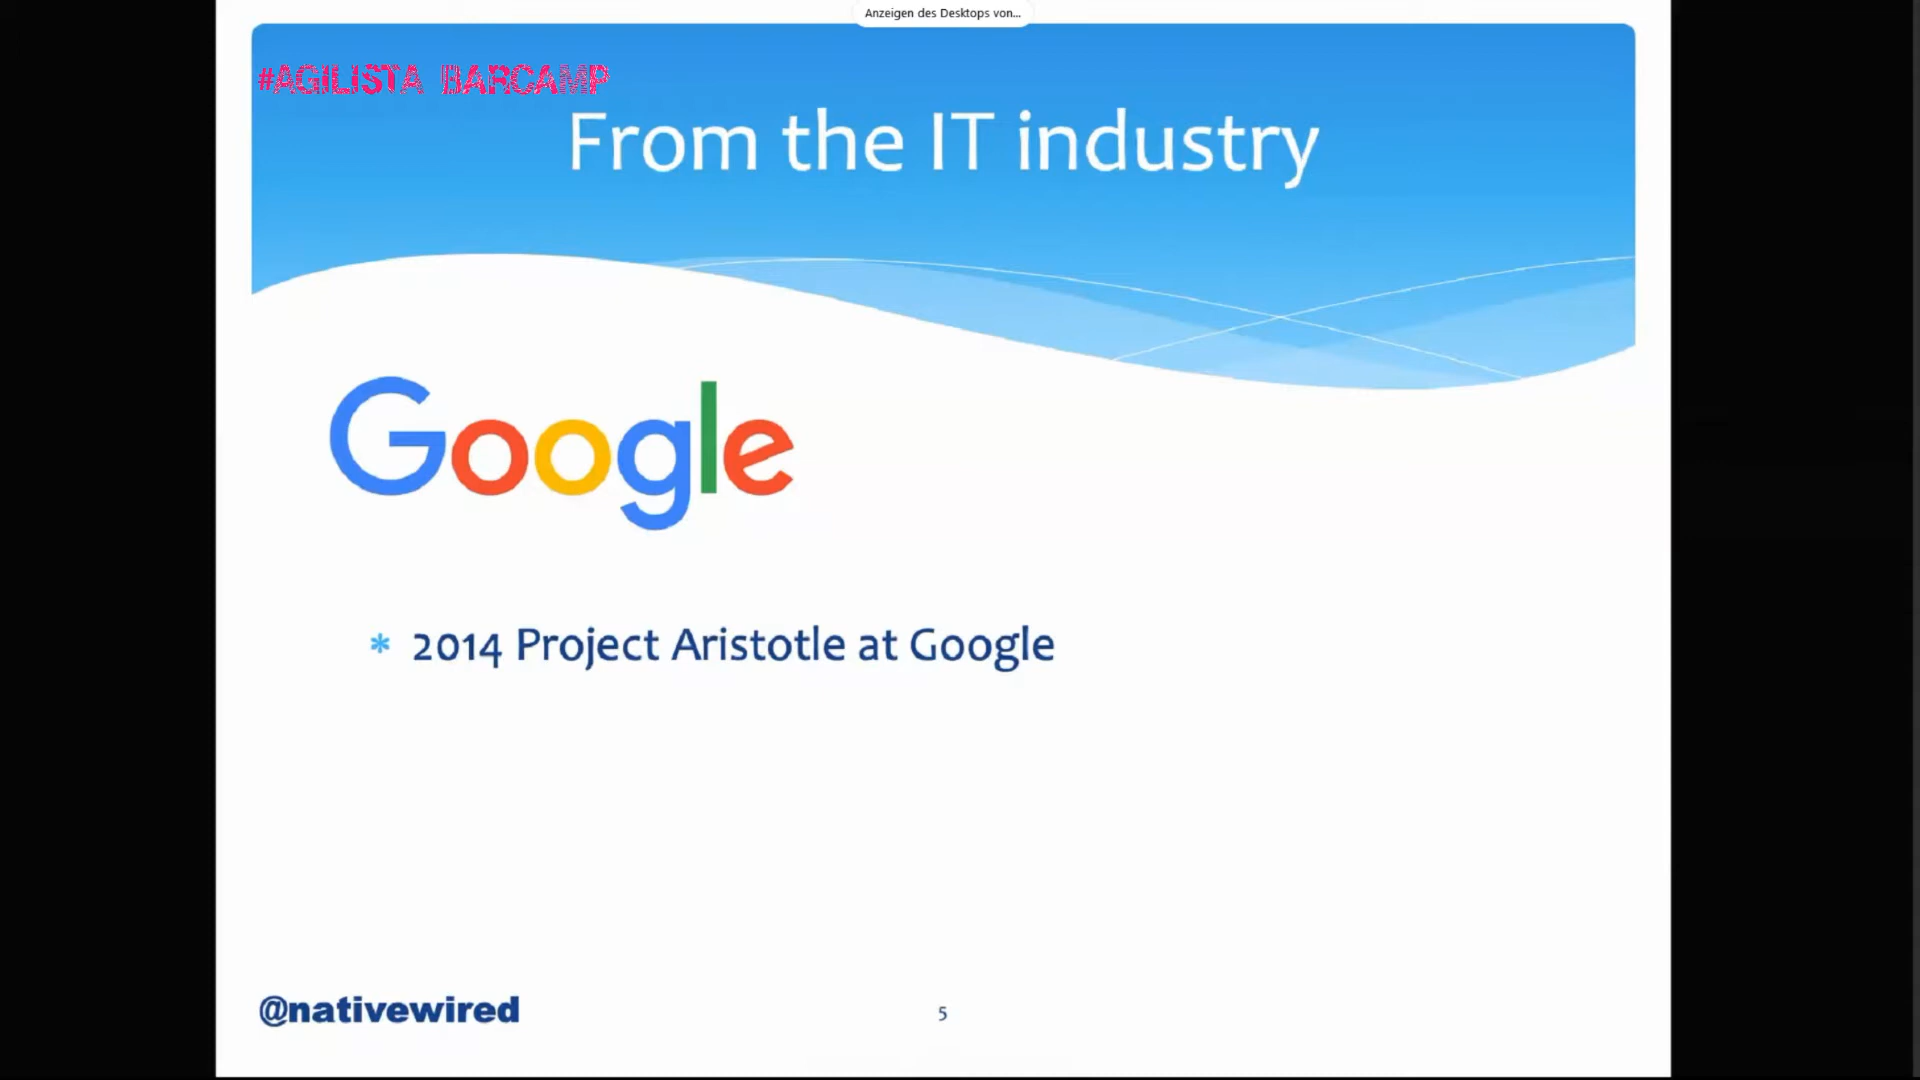 Anzeigen des Desktops von...
#AGILISTA BARCAMP
From the IT industry
Google
* 2014 Project Aristotle at Google
@nativewired
5